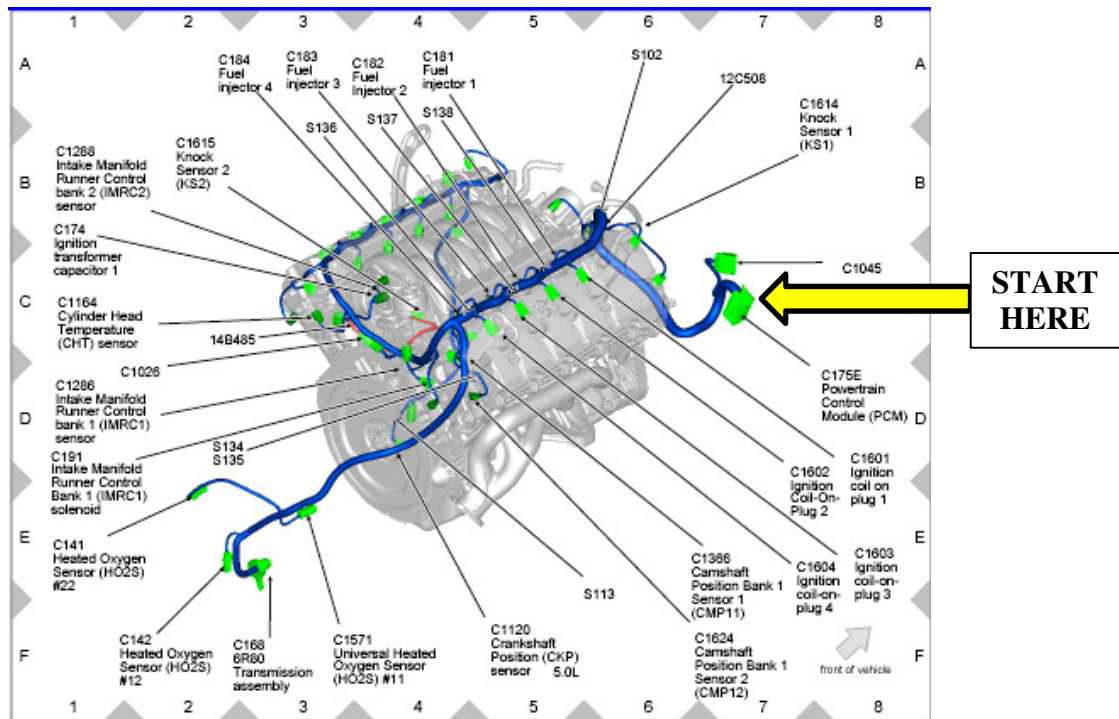 1 2 3 4 5 6 7 8
A A
S102
C184
Fuel
injector 4
C183
Fuel
injector 3
C182
Fuel
Injector 2
C181
Fuel
injector 1
12C508
C1614
Knock
Sensor 1
(KS1)
S138
S137
S136
C1615
Knock
Sensor 2
(KS2)
C1288
Intake Manifold
Runner Control
bank 2 (IMRC2)
sensor
B B
C174
Ignition
transformer
capacitor 1
C1045
START
HERE
C C
C1164
Cylinder Head
Temperature
(CHT) sensor
14B485
C1026
C175E
Powertrain
Control
Module (PCM)
C1286
Intake Manifold
Runner Control
bank 1 (IMRC1)
sensor
D D
S134
S135
C191
Intake Manifold
Runner Control
Bank 1 (IMRC1)
solenoid
C1602
Ignition
Coil-On-
Plug 2
C1601
Ignition
coil on
plug 1
E E
C141
Heated Oxygen
Sensor (HO2S)
#22
C1366
Camshaft
Position Bank 1
Sensor 1
(CMP11)
C1604
Ignition
coil-on-
plug 4
C1603
Ignition
coil-on-
plug 3
S113
C142
Heated Oxygen
Sensor (HO2S)
#12
C168
6R80
Transmission
assembly
C1571
Universal Heated
Oxygen Sensor
(HO2S) #11
C1120
Crankshaft
Position (CKP)
sensor 5.0L
C1624
Camshaft
Position Bank 1
Sensor 2
(CMP12)
front of vehicle
F F
1 2 3 4 5 6 7 8